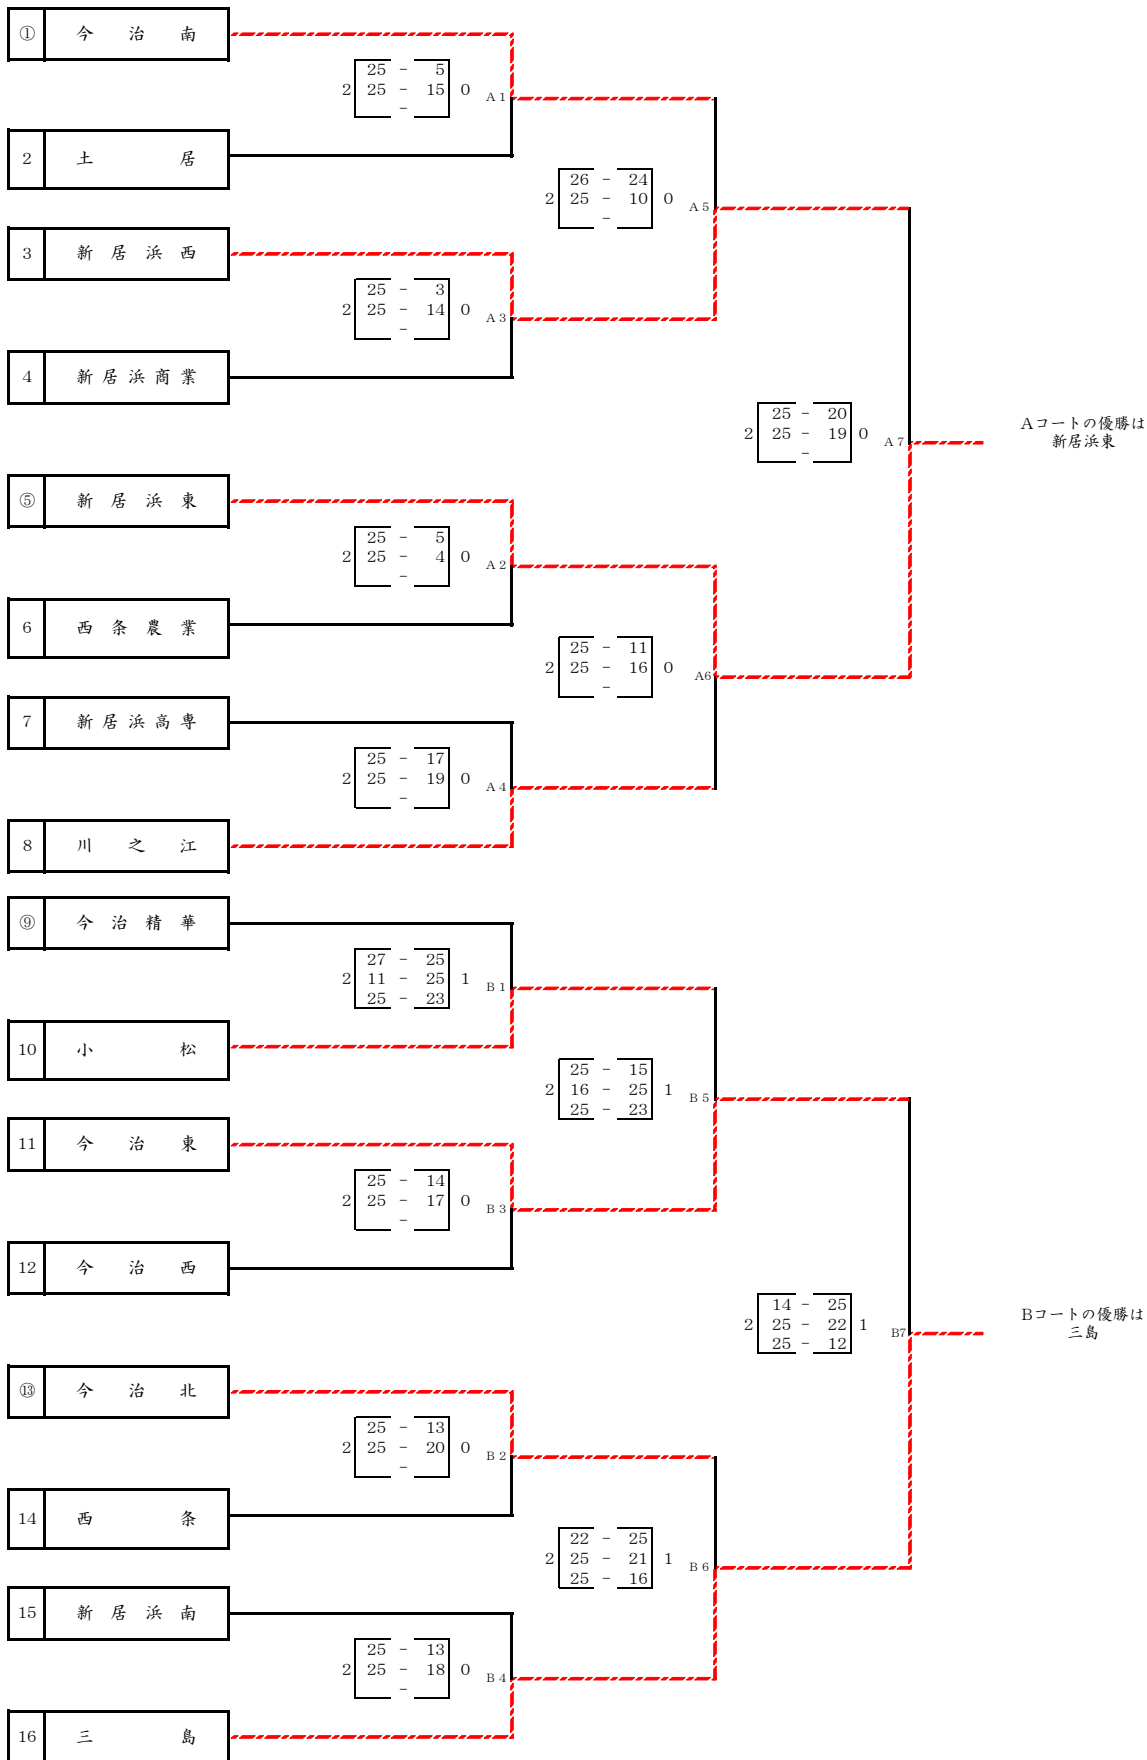 ① 今治南
25 - 5
2 25 - 15 0 A1
-
2 土居
26 - 24
2 25 - 10 0 A5
-
3 新居浜西
25 - 3
2 25 - 14 0 A3
-
4 新居浜商業
25 - 20
2 25 - 19 0 A7
-
Aコートの優勝は
新居浜東
⑤ 新居浜東
25 - 5
2 25 - 4 0 A2
-
6 西条農業
25 - 11
2 25 - 16 0 A6
-
7 新居浜高専
25 - 17
2 25 - 19 0 A4
-
8 川之江
⑨ 今治精華
27 - 25
2 11 - 25 1 B1
25 - 23
10 小松
25 - 15
2 16 - 25 1 B5
25 - 23
11 今治東
25 - 14
2 25 - 17 0 B3
-
12 今治西
14 - 25
2 25 - 22 1 B7
25 - 12
Bコートの優勝は
三島
⑬ 今治北
25 - 13
2 25 - 20 0 B2
-
14 西条
22 - 25
2 25 - 21 1 B6
25 - 16
15 新居浜南
25 - 13
2 25 - 18 0 B4
-
16 三島